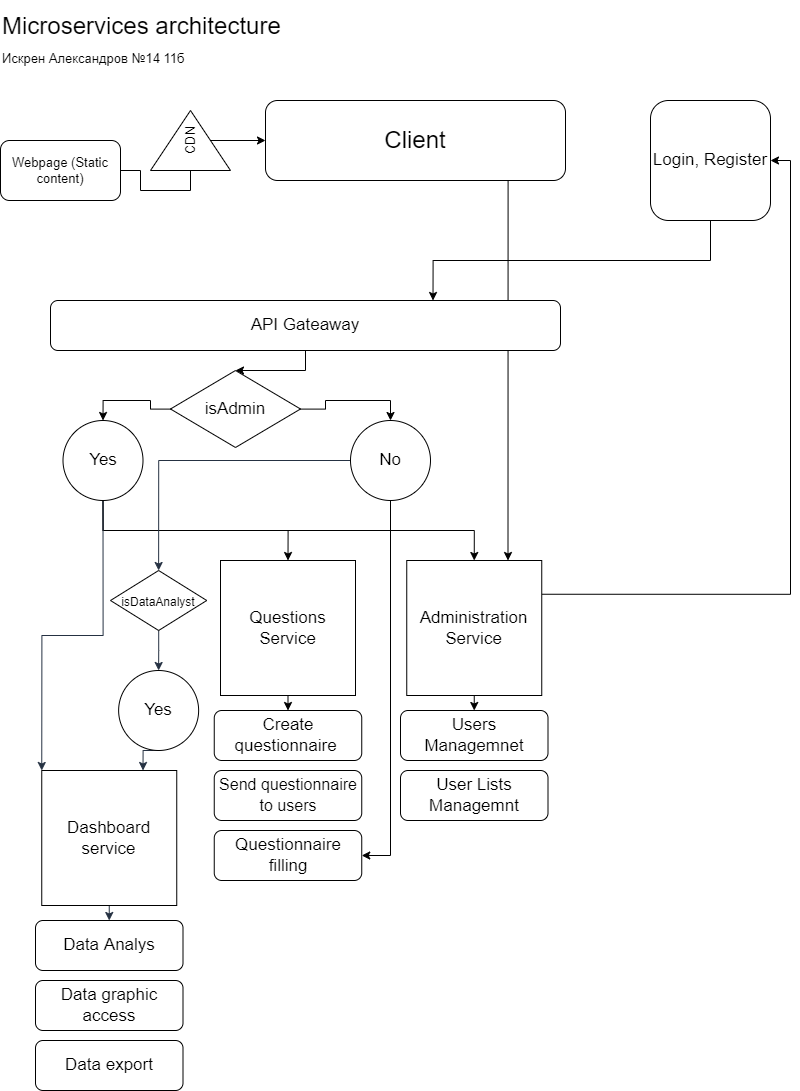 Microservices architecture
Искрен Александров №14 11б
CDN
Client
Login, Register
Webpage (Static
content)
API Gateaway
isAdmin
Yes
No
isDataAnalyst
Questions
Service
Administration
Service
Yes
Create
questionnaire
Users
Managemnet
Send questionnaire
to users
User Lists
Managemnt
Dashboard
service
Questionnaire
filling
Data Analys
Data graphic
access
Data export